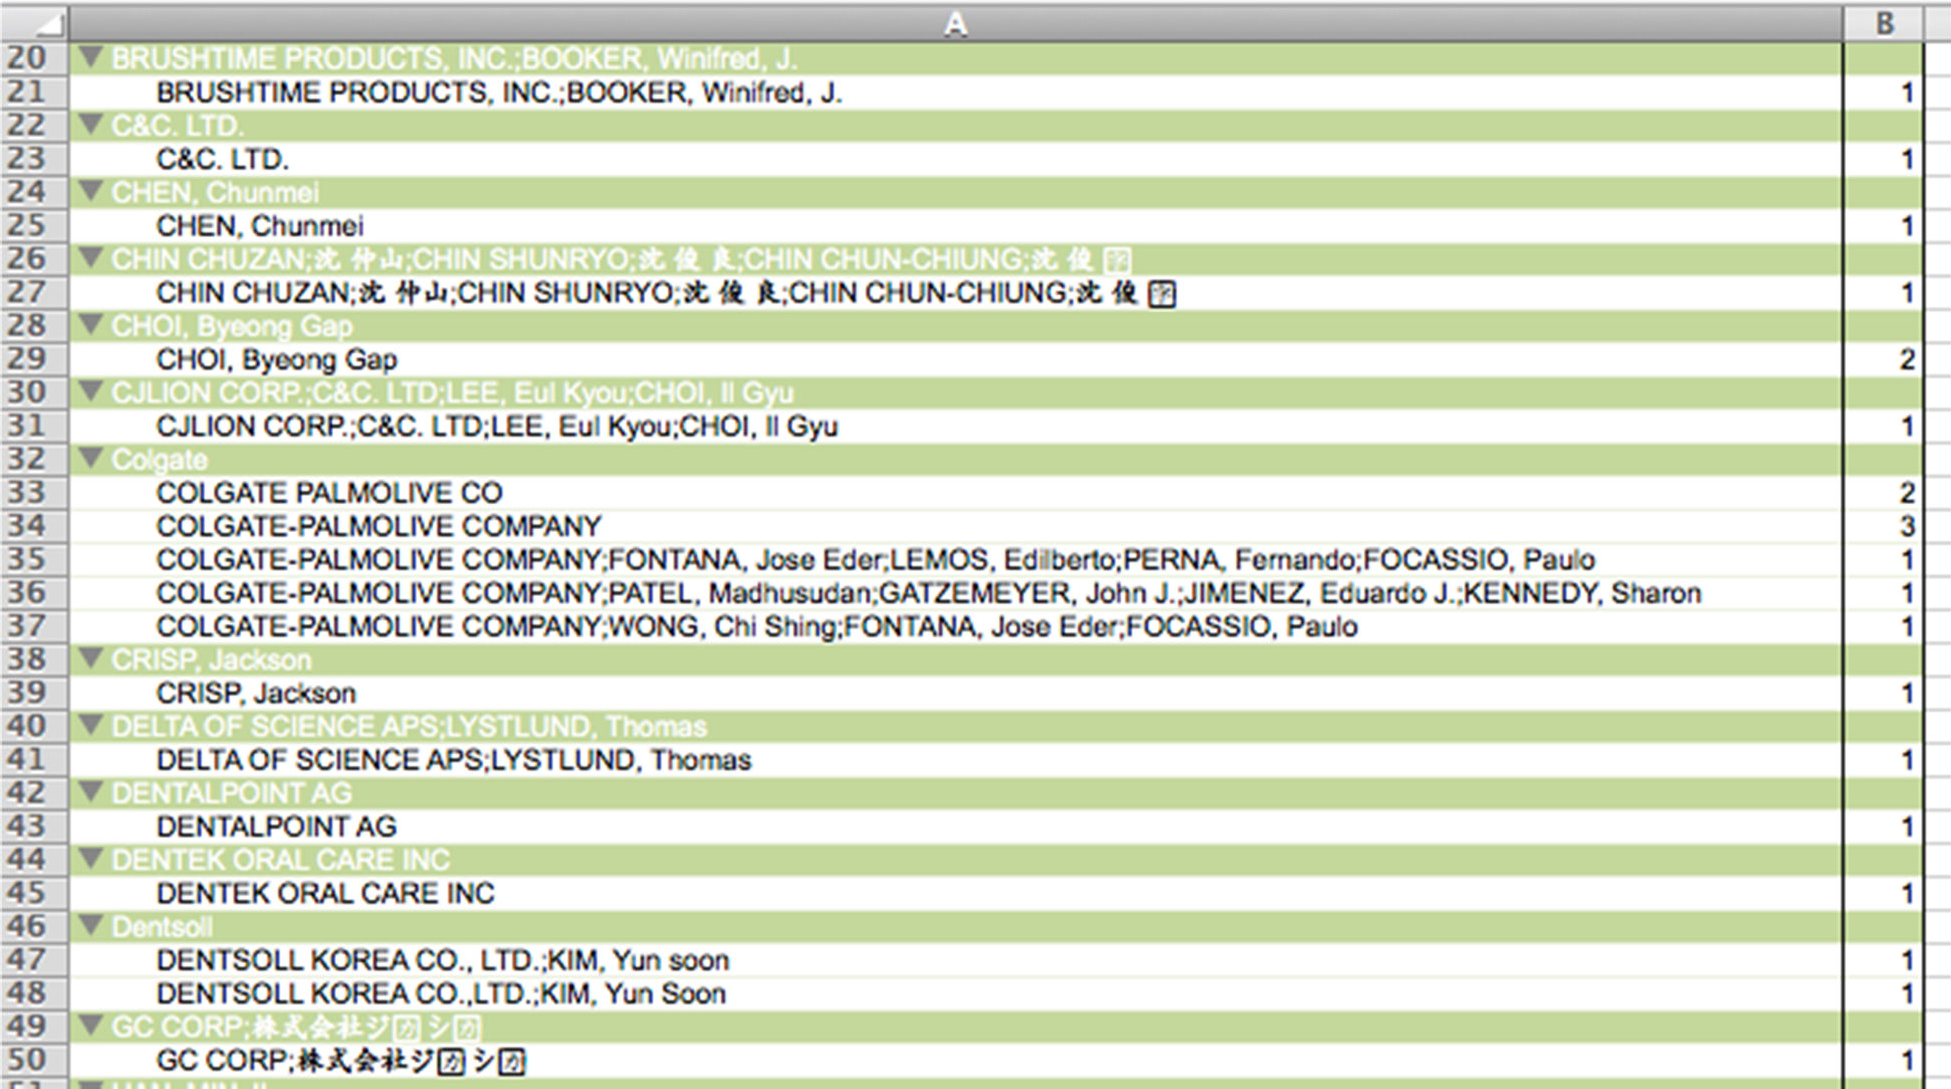 A B
20 BRUSHTIME PRODUCTS, INC.;BOOKER, Winifred, J.
21 BRUSHTIME PRODUCTS, INC.;BOOKER, Winifred, J. 1
22 C&C. LTD.
23 C&C. LTD. 1
24 CHEN, Chunmei
25 CHEN, Chunmei 1
26 CHIN CHUZAN;沈 仲山;CHIN SHUNRYO;沈 俊 良;CHIN CHUN-CHIUNG;沈 俊
27 CHIN CHUZAN;沈 仲山;CHIN SHUNRYO;沈 俊 良;CHIN CHUN-CHIUNG;沈 俊 1
28 CHOI, Byeong Gap
29 CHOI, Byeong Gap 2
30 CJLION CORP.;C&C. LTD;LEE, Eul Kyou;CHOI, Il Gyu
31 CJLION CORP.;C&C. LTD;LEE, Eul Kyou;CHOI, Il Gyu 1
32 Colgate
33 COLGATE PALMOLIVE CO 2
34 COLGATE-PALMOLIVE COMPANY 3
35 COLGATE-PALMOLIVE COMPANY;FONTANA, Jose Eder;LEMOS, Edilberto;PERNA, Fernando;FOCASSIO, Paulo 1
36 COLGATE-PALMOLIVE COMPANY;PATEL, Madhusudan;GATZEMEYER, John J.;JIMENEZ, Eduardo J.;KENNEDY, Sharon 1
37 COLGATE-PALMOLIVE COMPANY;WONG, Chi Shing;FONTANA, Jose Eder;FOCASSIO, Paulo 1
38 CRISP, Jackson
39 CRISP, Jackson 1
40 DELTA OF SCIENCE APS;LYSTLUND, Thomas
41 DELTA OF SCIENCE APS;LYSTLUND, Thomas 1
42 DENTALPOINT AG
43 DENTALPOINT AG 1
44 DENTEK ORAL CARE INC
45 DENTEK ORAL CARE INC 1
46 Dentsoll
47 DENTSOLL KOREA CO., LTD.;KIM, Yun soon 1
48 DENTSOLL KOREA CO.,LTD.;KIM, Yun Soon 1
49 GC CORP;株式会社ジ シ
50 GC CORP;株式会社ジ シ 1